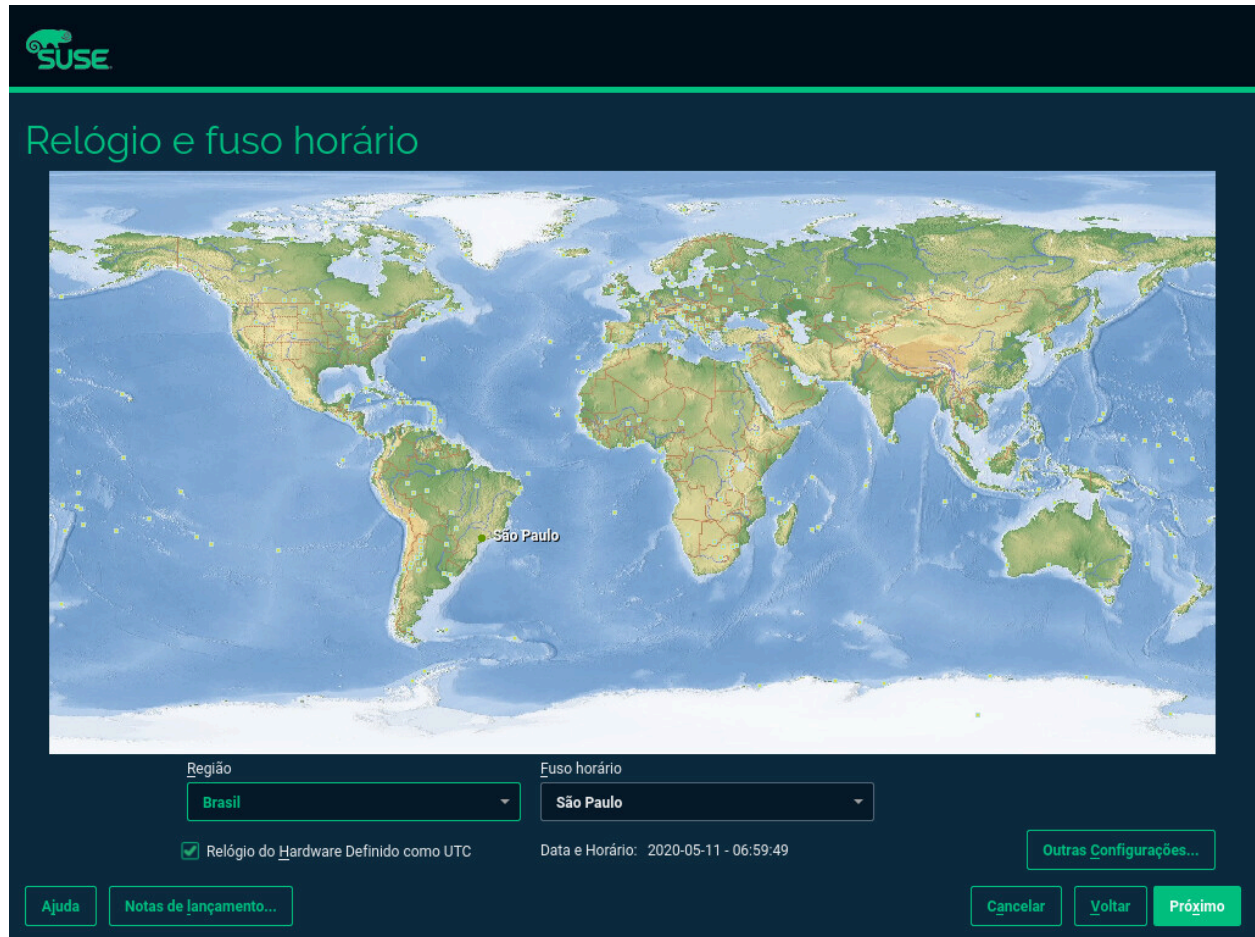 SUSE
Relógio e fuso horário
São Paulo
Região
Fuso horário
Brasil
São Paulo
Relógio do Hardware Definido como UTC
Data e Horário: 2020-05-11 - 06:59:49
Outras Configurações...
Ajuda
Notas de lançamento...
Cancelar
Voltar
Próximo